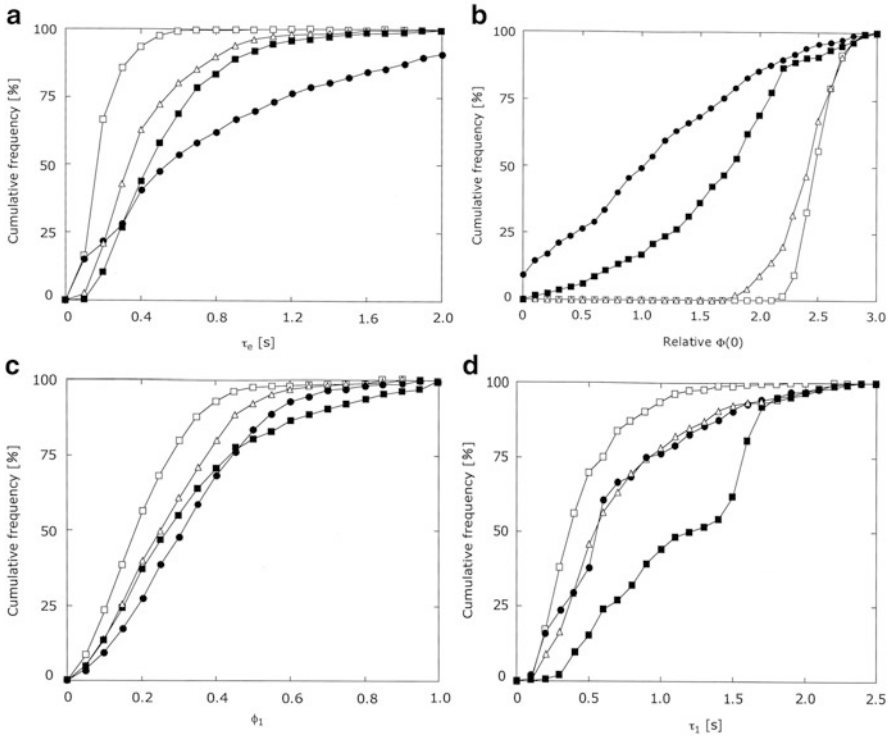 a
100
75
50
25
0
Cumulative frequency [%]
0 0.4 0.8 1.2 1.6 2.0
τe [s]
b
100
75
50
25
0
Cumulative frequency [%]
0 0.5 1.0 1.5 2.0 2.5 3.0
Relative Φ(0)
c
100
75
50
25
0
Cumulative frequency [%]
0 0.2 0.4 0.6 0.8 1.0
ϕ1
d
100
75
50
25
0
Cumulative frequency [%]
0 0.5 1.0 1.5 2.0 2.5
τ1 [s]